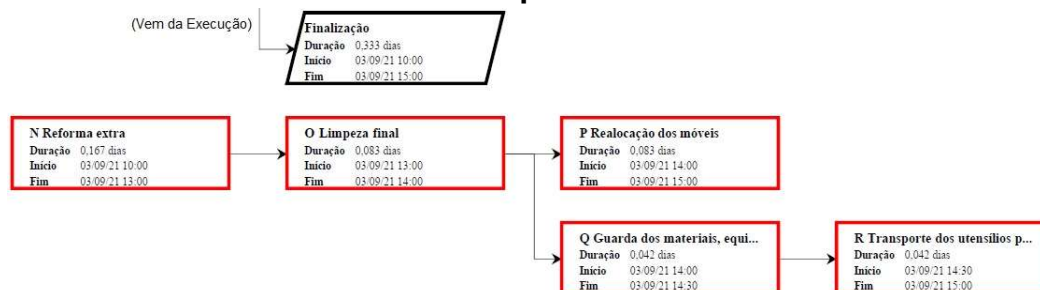 (Vem da Execução)
Finalização
Duração 0,333 dias
Início 03/09/21 10:00
Fim 03/09/21 15:00
N Reforma extra
Duração 0,167 dias
Início 03/09/21 10:00
Fim 03/09/21 13:00
O Limpeza final
Duração 0,083 dias
Início 03/09/21 13:00
Fim 03/09/21 14:00
P Realocação dos móveis
Duração 0,083 dias
Início 03/09/21 14:00
Fim 03/09/21 15:00
Q Guarda dos materiais, equi...
Duração 0,042 dias
Início 03/09/21 14:00
Fim 03/09/21 14:30
R Transporte dos utensílios p...
Duração 0,042 dias
Início 03/09/21 14:30
Fim 03/09/21 15:00